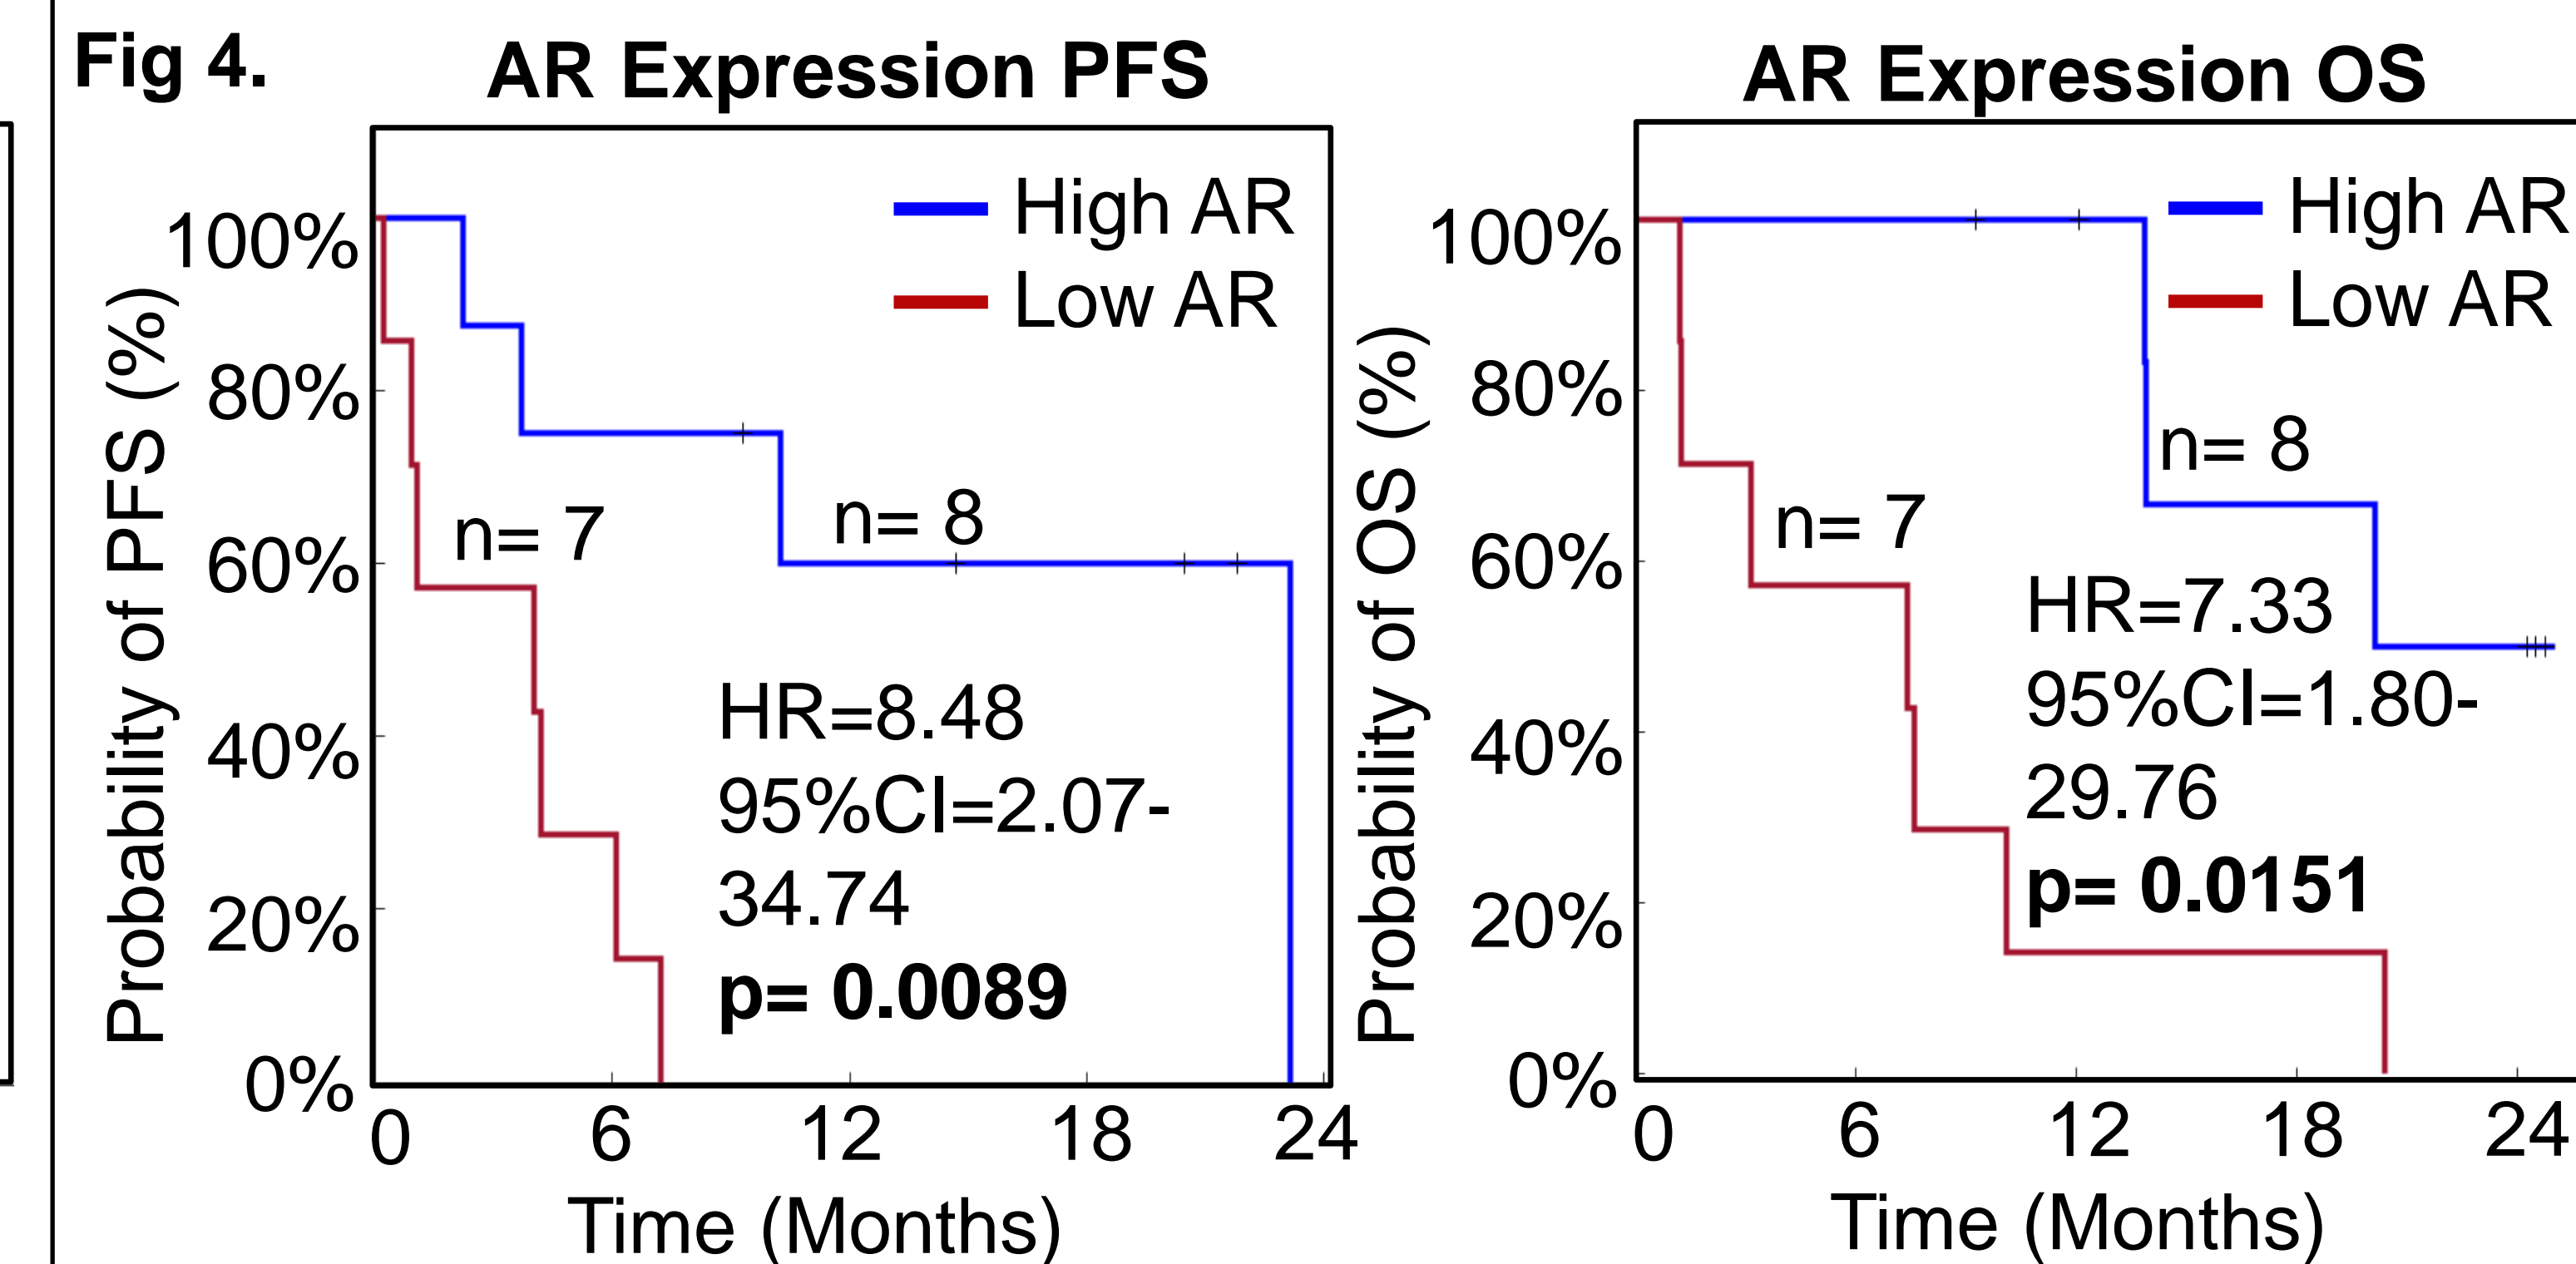 Fig 4.
AR Expression PFS
High AR
Low AR
Probability of PFS (%)
100%
80%
60%
40%
20%
0%
n= 7
n= 8
HR=8.48
95%CI=2.07-
34.74
p= 0.0089
0 6 12 18 24
Time (Months)
AR Expression OS
High AR
Low AR
Probability of OS (%)
100%
80%
60%
40%
20%
0%
n= 8
n= 7
HR=7.33
95%CI=1.80-
29.76
p= 0.0151
0 6 12 18 24
Time (Months)